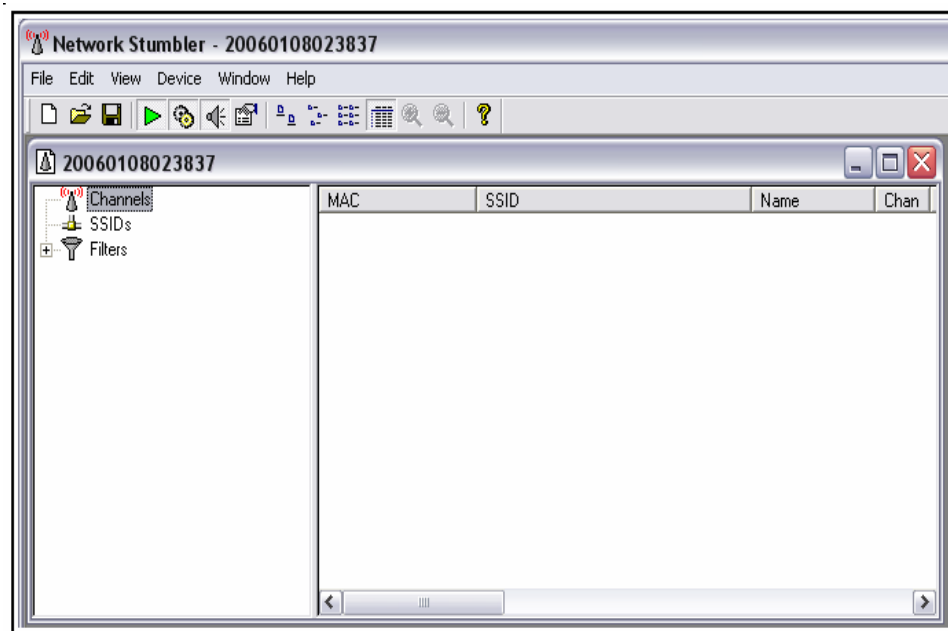 Network Stumbler - 20060108023837
File Edit View Device Window Help
20060108023837
Channels
SSIDs
Filters
MAC SSID Name Chan